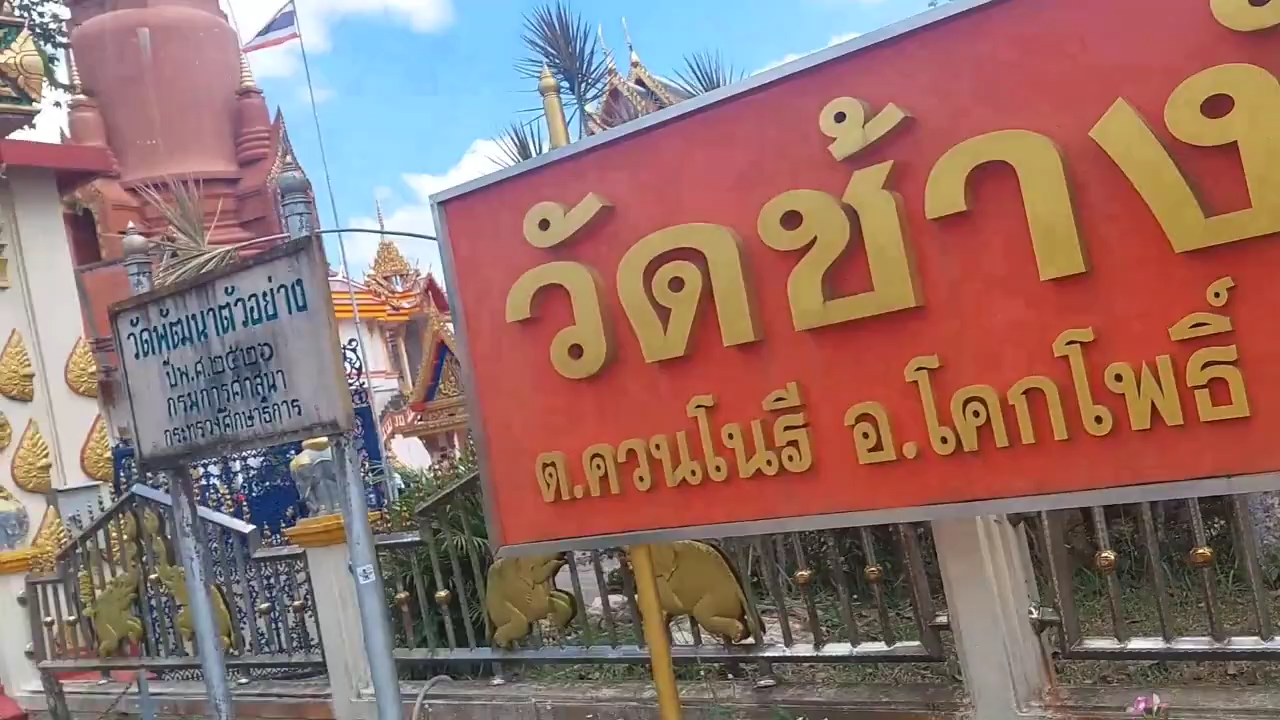 วัดพัฒนาตัวอย่าง
ปีพ.ศ.๒๕๒๖
กรมการศาสนา
กระทรวงศึกษาธิการ
วัดช้าง
ต.ควนโนรี อ.โคกโพธิ์